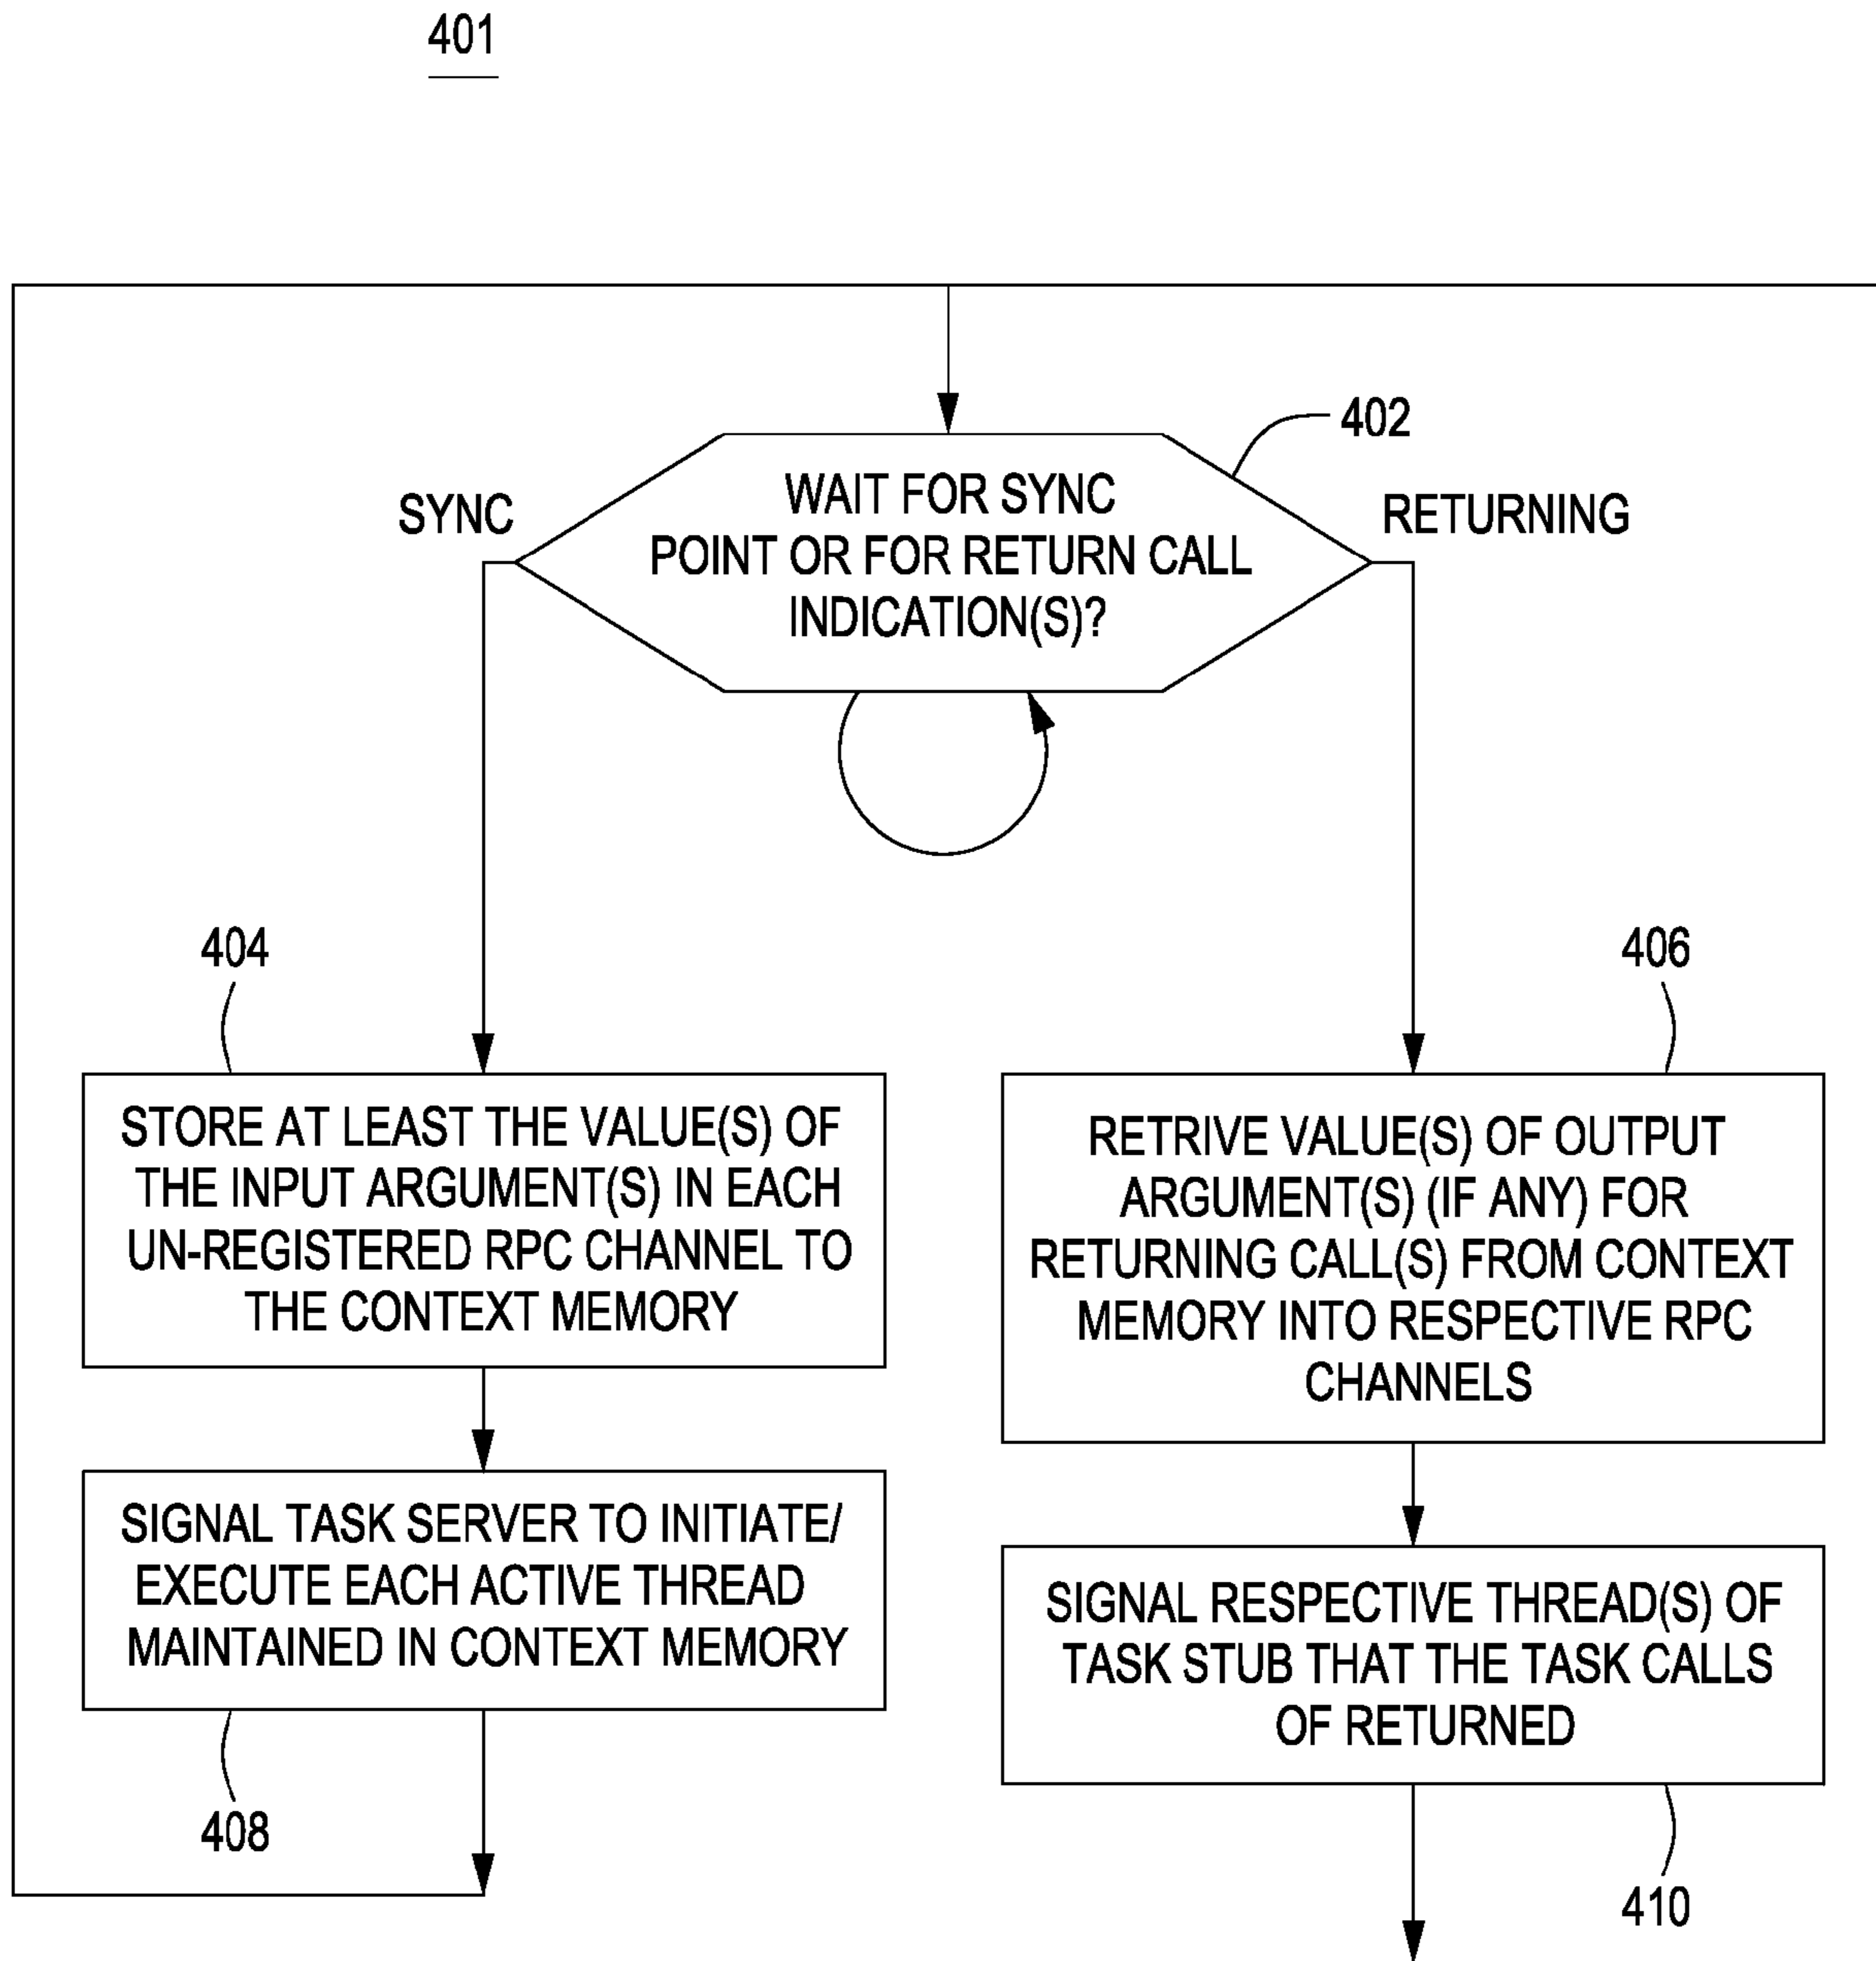 401
402
SYNC
WAIT FOR SYNC
POINT OR FOR RETURN CALL
INDICATION(S)?
RETURNING
404
406
STORE AT LEAST THE VALUE(S) OF
THE INPUT ARGUMENT(S) IN EACH
UN-REGISTERED RPC CHANNEL TO
THE CONTEXT MEMORY
RETRIVE VALUE(S) OF OUTPUT
ARGUMENT(S) (IF ANY) FOR
RETURNING CALL(S) FROM CONTEXT
MEMORY INTO RESPECTIVE RPC
CHANNELS
SIGNAL TASK SERVER TO INITIATE/
EXECUTE EACH ACTIVE THREAD
MAINTAINED IN CONTEXT MEMORY
SIGNAL RESPECTIVE THREAD(S) OF
TASK STUB THAT THE TASK CALLS
OF RETURNED
408
410